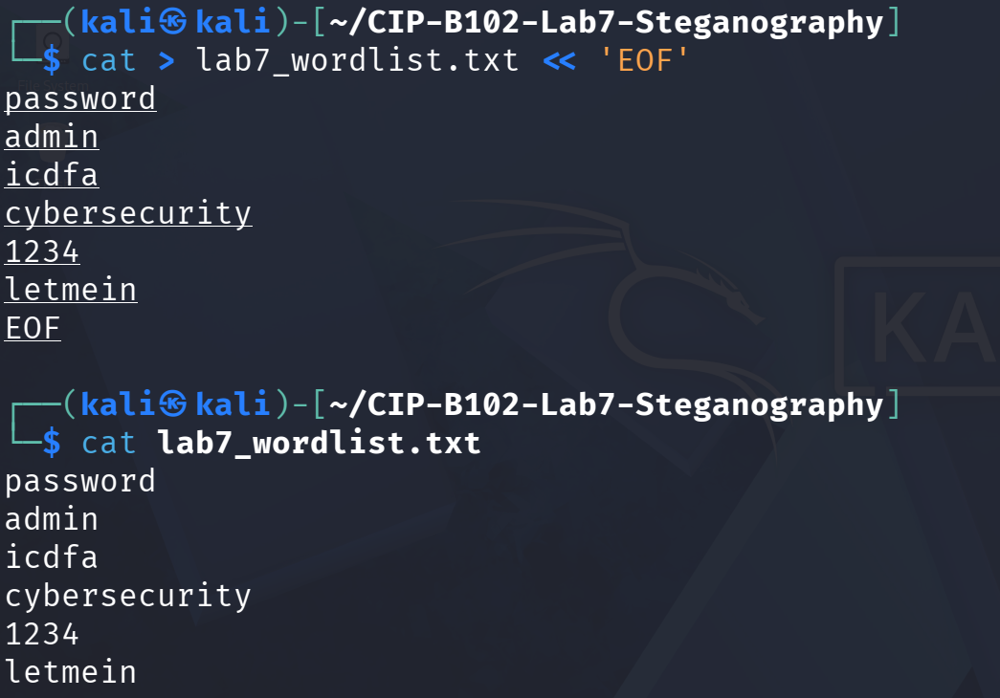 ┌──(kali㉿kali)-[~/CIP-B102-Lab7-Steganography]
└─$ cat > lab7_wordlist.txt << 'EOF'
password
admin
icdfa
cybersecurity
1234
letmein
EOF
┌──(kali㉿kali)-[~/CIP-B102-Lab7-Steganography]
└─$ cat lab7_wordlist.txt
password
admin
icdfa
cybersecurity
1234
letmein
KA